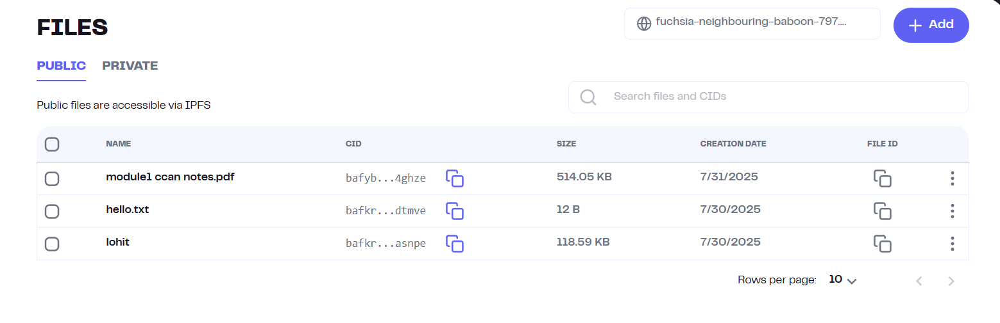 FILES
fuchsia-neighbouring-baboon-797....
Add
PUBLIC PRIVATE
Public files are accessible via IPFS
Search files and CIDs
NAME CID SIZE CREATION DATE FILE ID
module1 ccan notes.pdf bafyb...4ghze 514.05 KB 7/31/2025
hello.txt bafkr...dtmve 12 B 7/30/2025
lohit bafkr...asnpe 118.59 KB 7/30/2025
Rows per page: 10